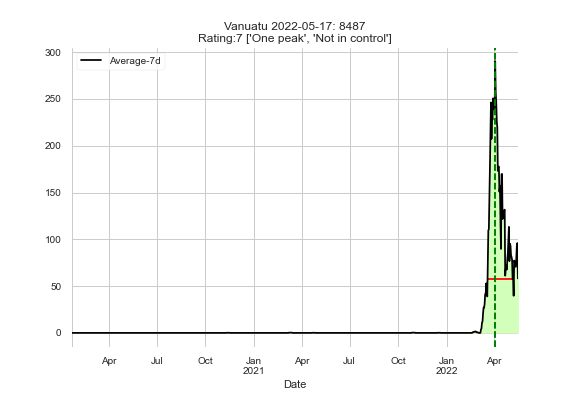 Vanuatu 2022-05-17: 8487
Rating:7 ['One peak', 'Not in control']
300
Average-7d
250
200
150
100
50
0
Apr Jul Oct Jan Apr Jul Oct Jan Apr
2021 2022
Date